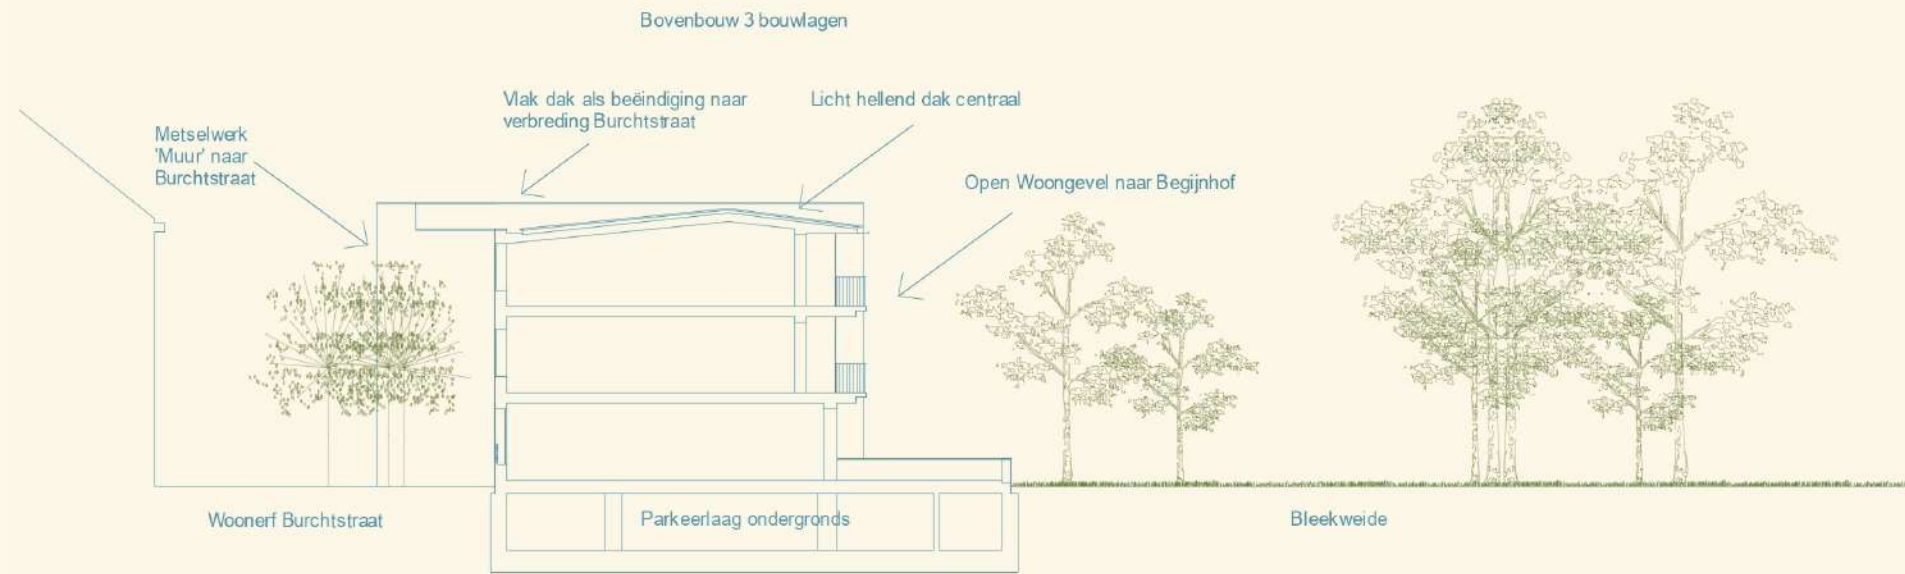 Bovenbouw 3 bouwlagen
Vlak dak als beëindiging naar
verbreding Burchtstraat
Licht hellend dak centraal
Metselwerk
'Muur' naar
Burchtstraat
Open Woongevel naar Begijnhof
Woonerf Burchtstraat
Parkeerlaag ondergronds
Bleekweide